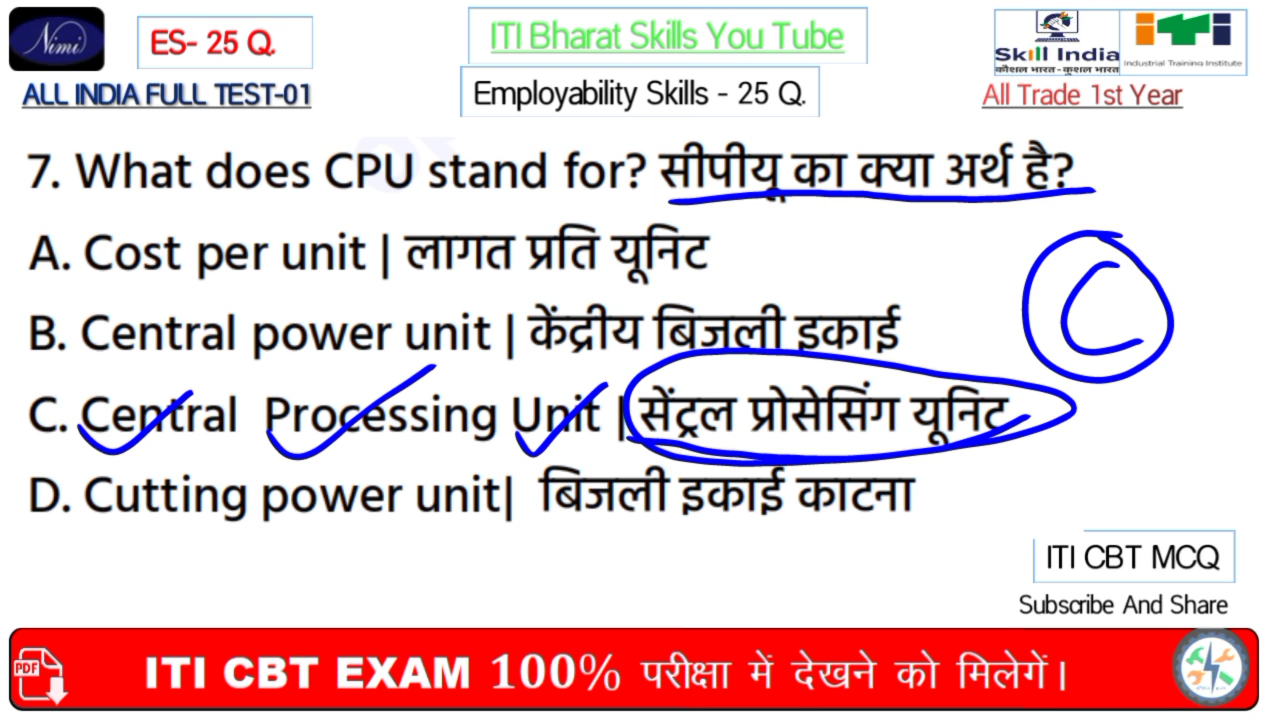 Nimi
ES- 25 Q.
ITI Bharat Skills You Tube
Skill India
कौशल भारत - कुशल भारत
iTi
Industrial Training Institute
ALL INDIA FULL TEST-01
Employability Skills - 25 Q.
All Trade 1st Year
7. What does CPU stand for? सीपीयू का क्या अर्थ है?
A. Cost per unit | लागत प्रति यूनिट
B. Central power unit | केंद्रीय बिजली इकाई
C. Central Processing Unit | सेंट्रल प्रोसेसिंग यूनिट
D. Cutting power unit| बिजली इकाई काटना
C
ITI CBT MCQ
Subscribe And Share
PDF
ITI CBT EXAM 100% परीक्षा में देखने को मिलेगें।